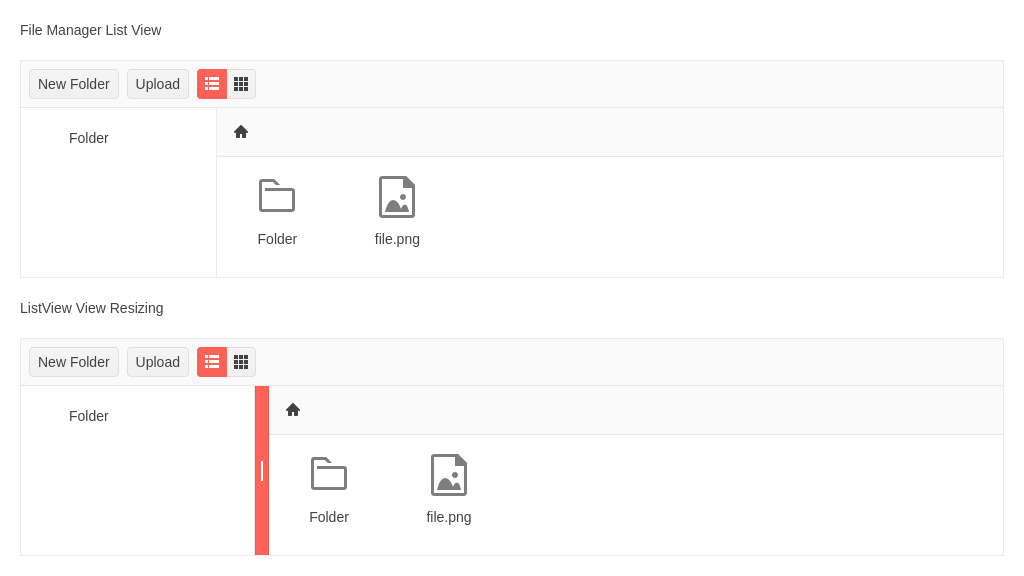 File Manager List View
New Folder Upload
Folder
Folder file.png
ListView View Resizing
New Folder Upload
Folder
Folder file.png